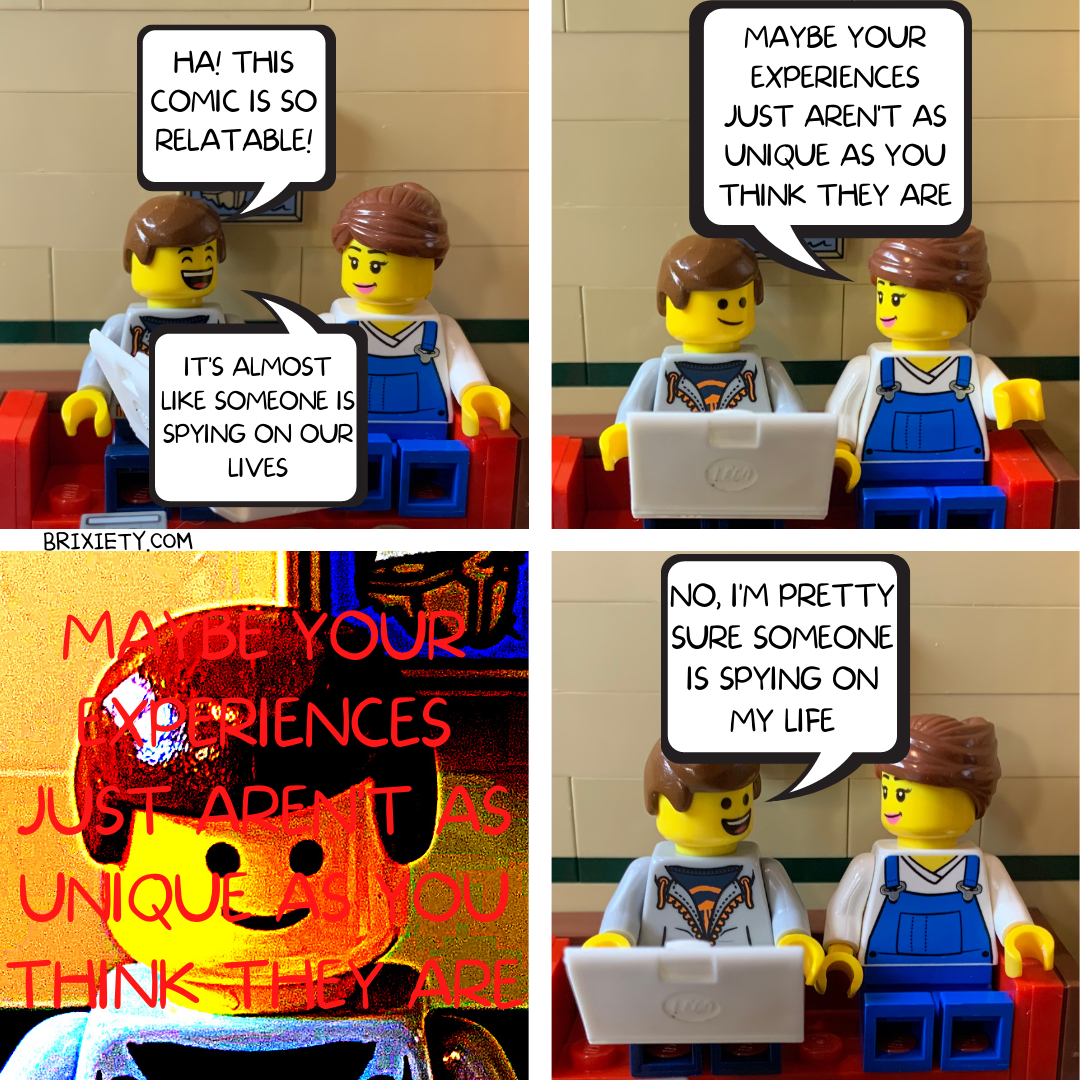 HA! THIS
COMIC IS SO
RELATABLE!
IT'S ALMOST
LIKE SOMEONE IS
SPYING ON OUR
LIVES
MAYBE YOUR
EXPERIENCES
JUST AREN'T AS
UNIQUE AS YOU
THINK THEY ARE
LEGO
BRIXIETY.COM
MAYBE YOUR
EXPERIENCES
JUST AREN'T AS
UNIQUE AS YOU
THINK THEY ARE
NO, I'M PRETTY
SURE SOMEONE
IS SPYING ON
MY LIFE
LEGO